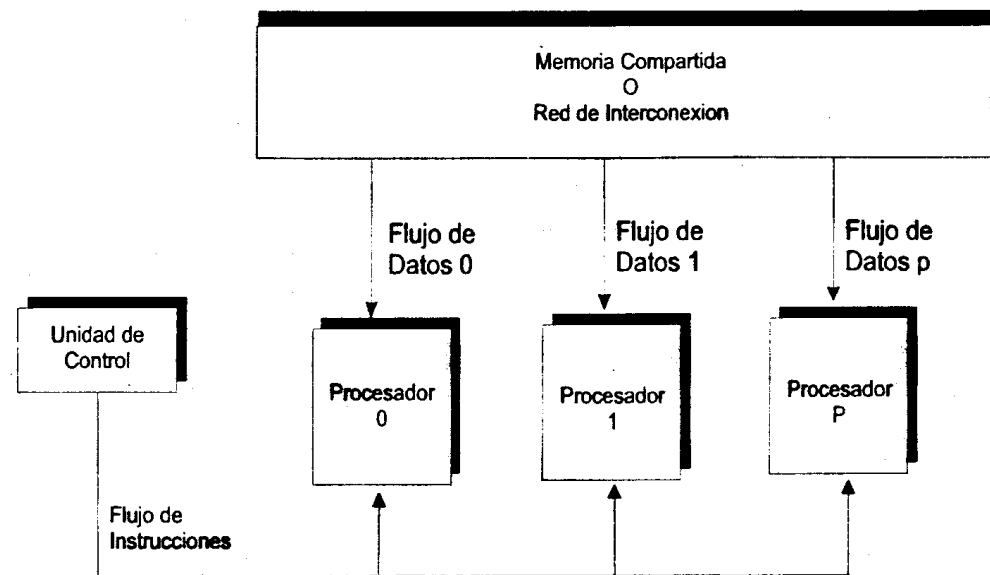 Memoria Compartida
O
Red de Interconexion
Flujo de
Datos 0
Flujo de
Datos 1
Flujo de
Datos p
Unidad de
Control
Procesador
0
Procesador
1
Procesador
P
Flujo de
Instrucciones